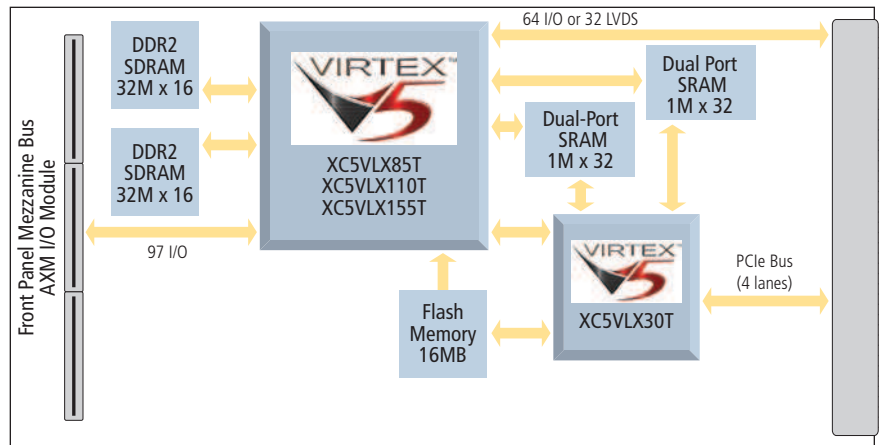 64 I/O or 32 LVDS
DDR2
SDRAM
32M x 16
VIRTEX™
5
XC5VLX85T
XC5VLX110T
XC5VLX155T
Dual Port
SRAM
1M x 32
Dual-Port
SRAM
1M x 32
DDR2
SDRAM
32M x 16
Front Panel Mezzanine Bus
AXM I/O Module
97 I/O
VIRTEX™
5
XC5VLX30T
PCIe Bus
(4 lanes)
Flash
Memory
16MB